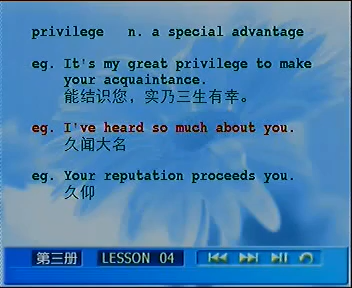 privilege n. a special advantage
eg. It's my great privilege to make
your acquaintance.
能结识您，实乃三生有幸。
eg. I've heard so much about you.
久闻大名
eg. Your reputation proceeds you.
久仰
第三册 LESSON 04